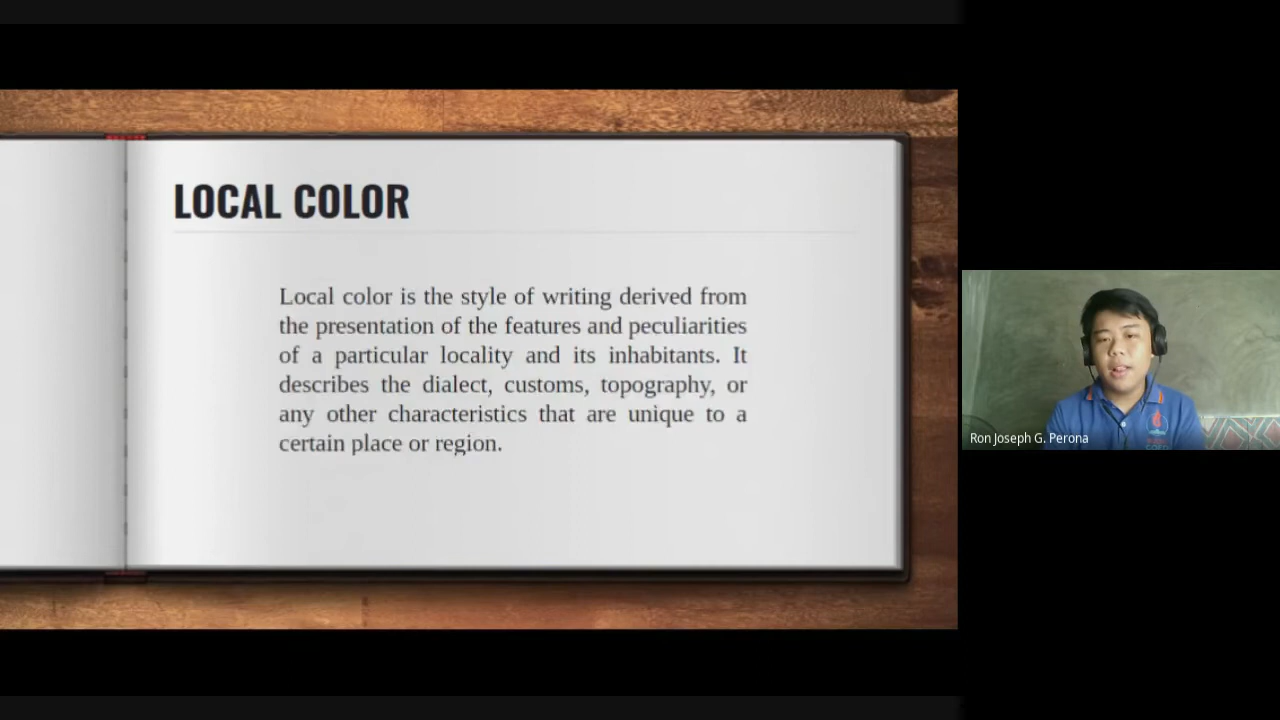 LOCAL COLOR
Local color is the style of writing derived from
the presentation of the features and peculiarities
of a particular locality and its inhabitants. It
describes the dialect, customs, topography, or
any other characteristics that are unique to a
certain place or region.
Ron Joseph G. Perona